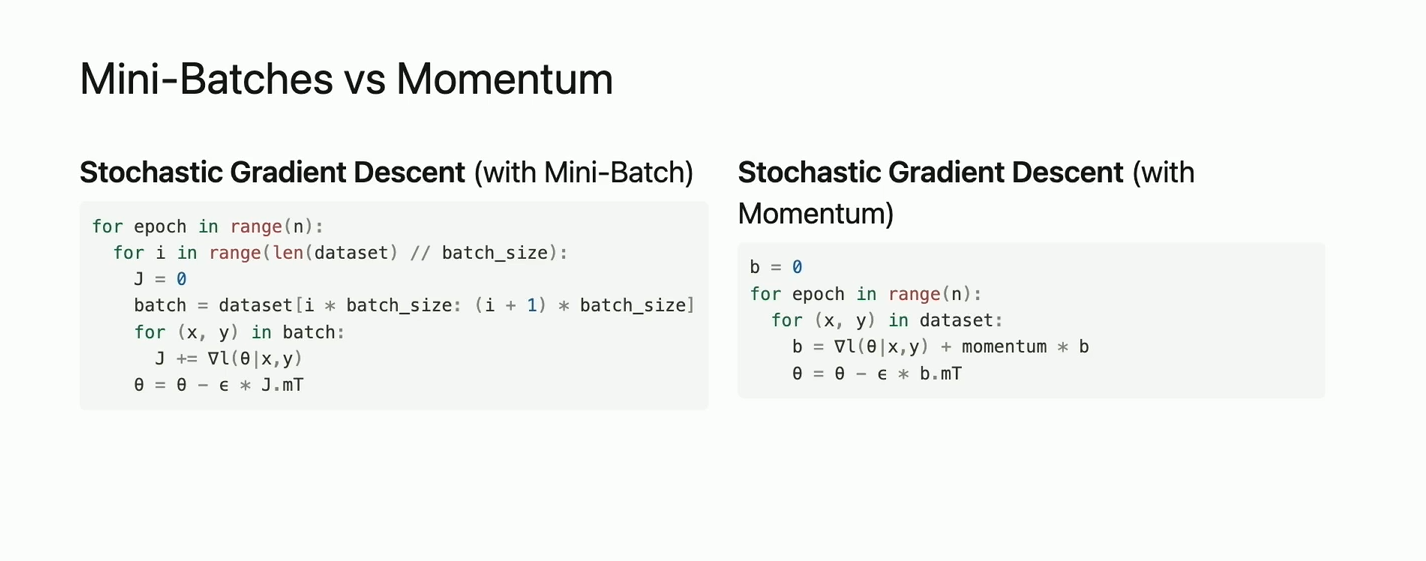 Mini-Batches vs Momentum
Stochastic Gradient Descent (with Mini-Batch)
for epoch in range(n):
  for i in range(len(dataset) // batch_size):
    J = 0
    batch = dataset[i * batch_size: (i + 1) * batch_size]
    for (x, y) in batch:
      J += ∇l(θ|x,y)
    θ = θ − ϵ * J.mT
Stochastic Gradient Descent (with
Momentum)
b = 0
for epoch in range(n):
  for (x, y) in dataset:
    b = ∇l(θ|x,y) + momentum * b
    θ = θ − ϵ * b.mT